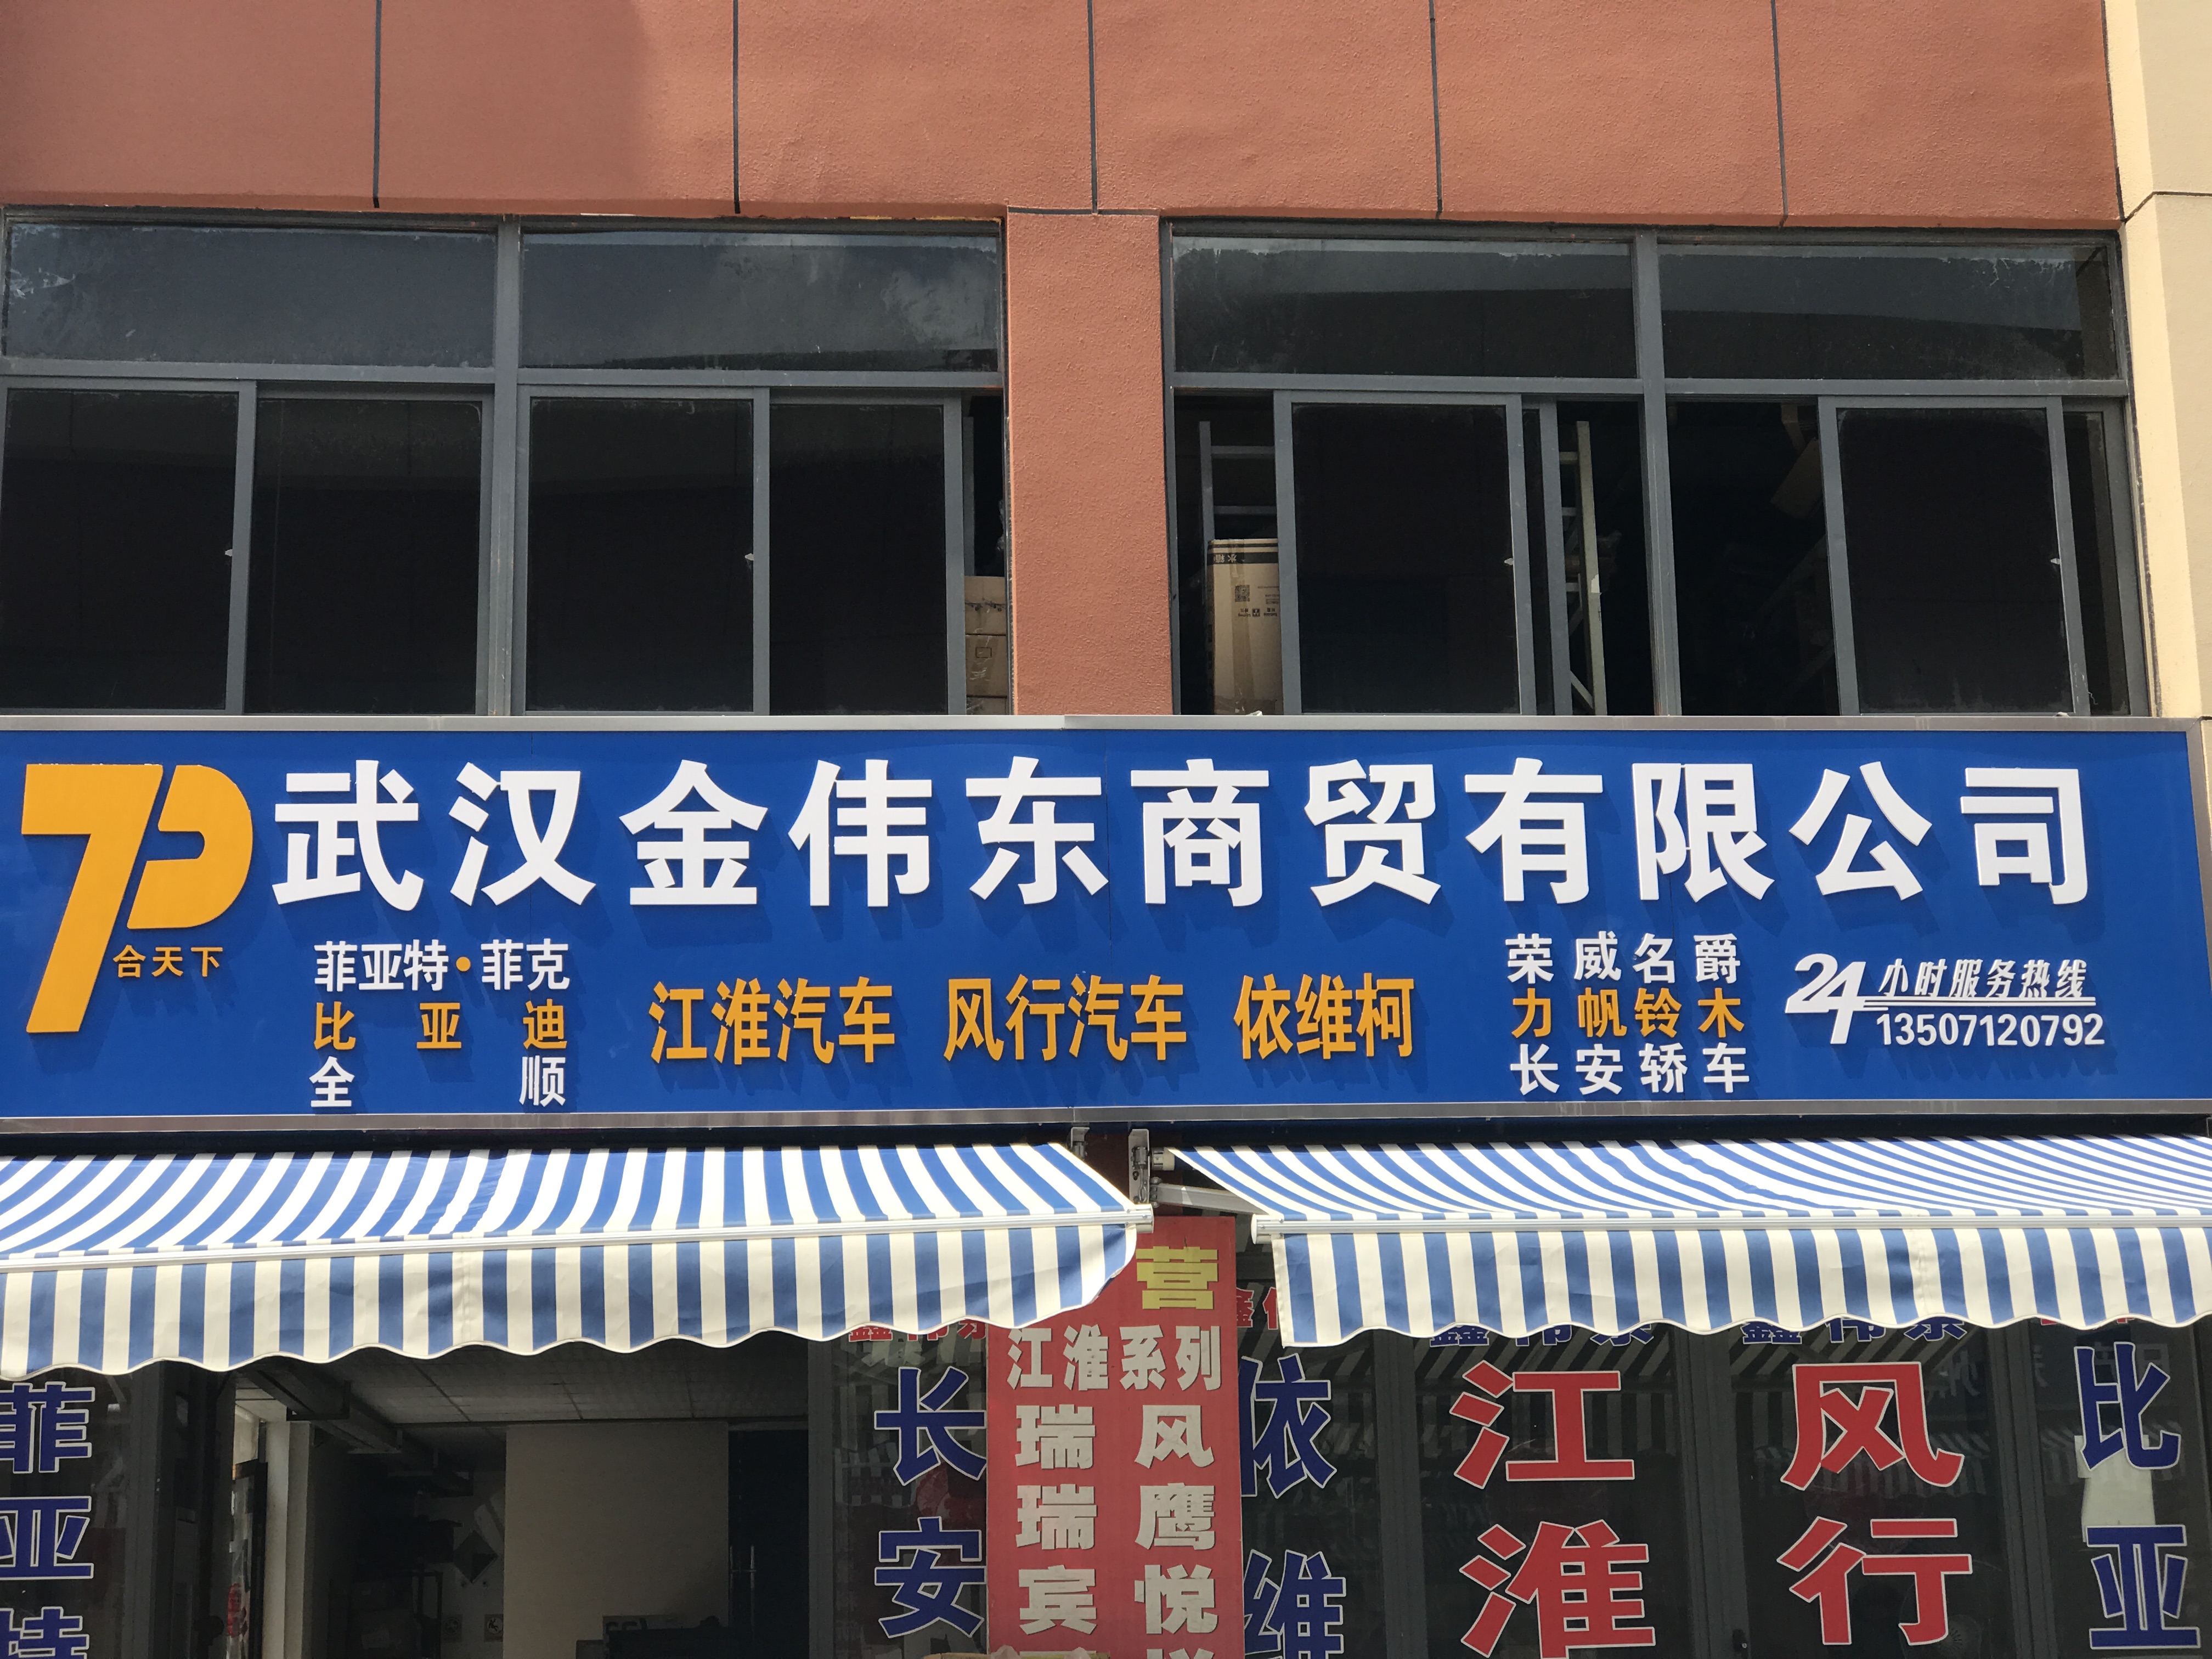 武汉金伟东商贸有限公司
合天下
菲亚特·菲克
比亚迪
全顺
江淮汽车 风行汽车 依维柯
荣威名爵
力帆铃木
长安轿车
24小时服务热线
13507120792
营
江淮系列
瑞风
瑞鹰
宾悦
菲亚特
长安
依维
江淮
风行
比亚